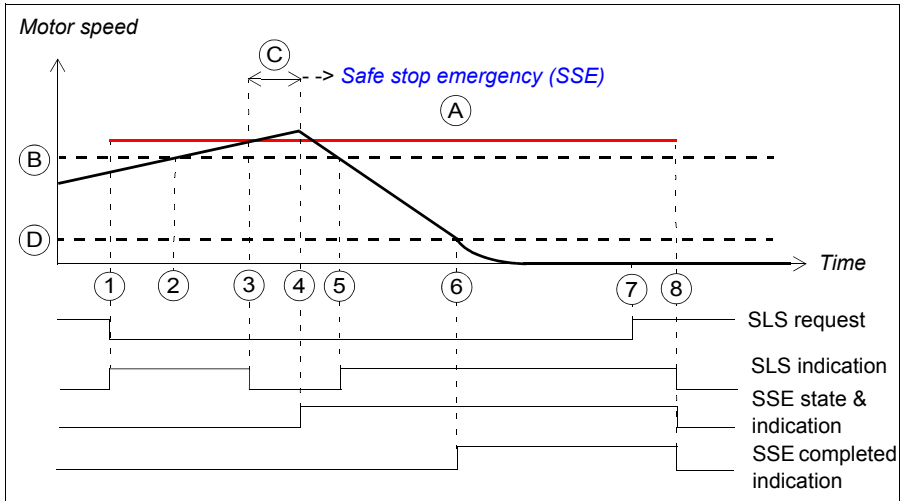 Motor speed
C
--> Safe stop emergency (SSE)
A
B
D
Time
1 2 3 4 5 6 7 8
SLS request
SLS indication
SSE state &
indication
SSE completed
indication